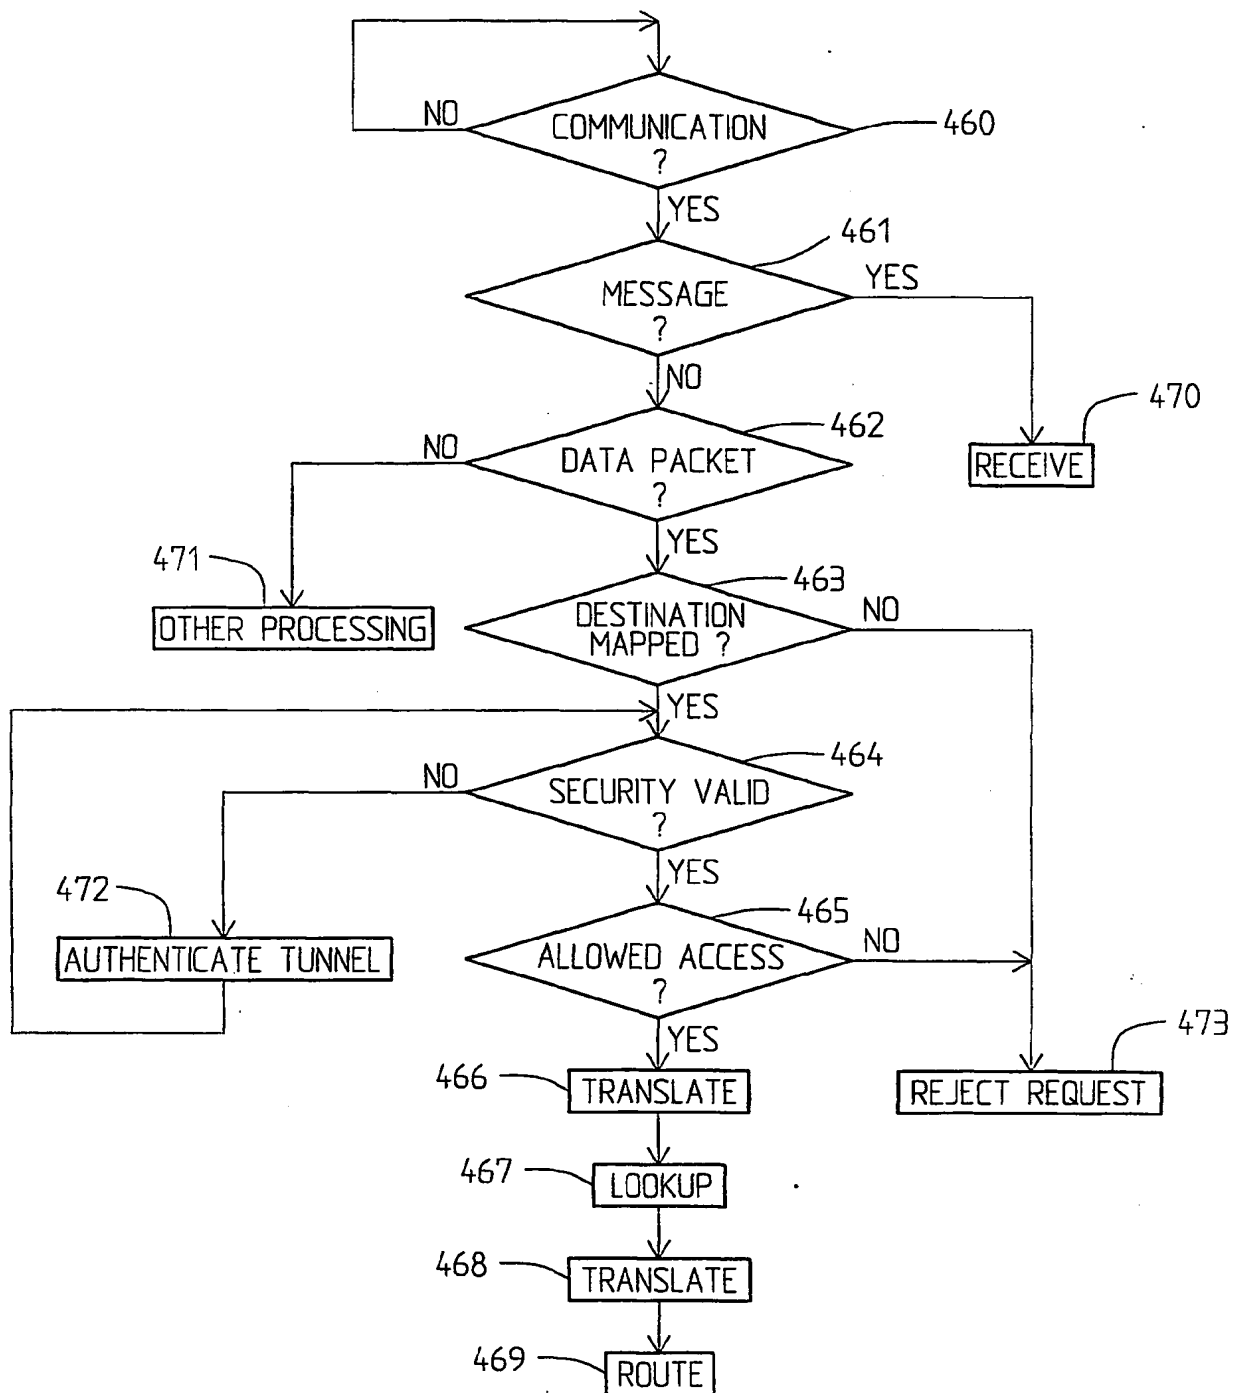 NO
COMMUNICATION
?
460
YES
461
MESSAGE
?
YES
NO
470
RECEIVE
462
NO
DATA PACKET
?
YES
471
OTHER PROCESSING
463
DESTINATION
MAPPED ?
NO
YES
464
NO
SECURITY VALID
?
YES
472
AUTHENTICATE TUNNEL
465
ALLOWED ACCESS
?
NO
YES
473
REJECT REQUEST
466
TRANSLATE
467
LOOKUP
468
TRANSLATE
469
ROUTE